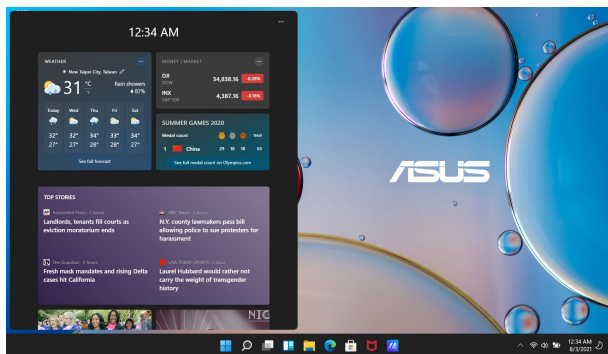 12:34 AM
WEATHER
New Taipei City, Taiwan
31 °C
°F
Rain showers
87%
Today Wed Thu Fri Sat
32° 32° 34° 33° 34°
27° 27° 28° 28° 27°
See full forecast
MONEY | MARKET
DJI
DOW
34,838.16 -0.28%
INX
S&P 500
4,387.16 -0.18%
SUMMER GAMES 2020
Medal count Total
1 China 29 18 16 63
See full medal count on Olympics.com
TOP STORIES
AP Associated Press · 2 hours
Landlords, tenants fill courts as
eviction moratorium ends
NBC News · 2 hours
N.Y. county lawmakers pass bill
allowing police to sue protesters for
harassment
The Guardian · 2 hours
Fresh mask mandates and rising Delta
cases hit California
USA TODAY SPORTS · 1 hour
Laurel Hubbard would rather not
carry the weight of transgender
history
NIG
ASUS
12:34 AM
8/3/2021